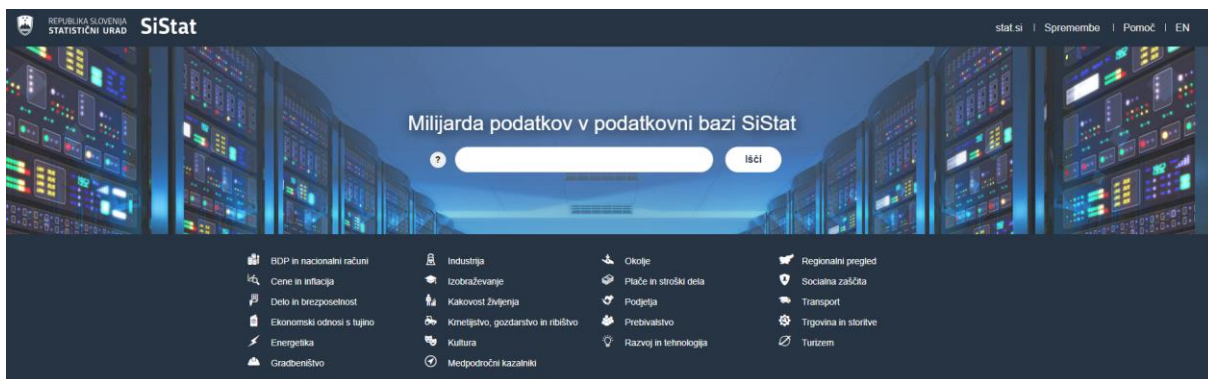 REPUBLIKA SLOVENIJA
STATISTIČNI URAD
SiStat
stat.si | Spremembe | Pomoč | EN
Milijarda podatkov v podatkovni bazi SiStat
?
Išči
BDP in nacionalni računi
Cene in inflacija
Delo in brezposelnost
Ekonomski odnosi s tujino
Energetika
Gradbeništvo
Industrija
Izobraževanje
Kakovost življenja
Kmetijstvo, gozdarstvo in ribištvo
Kultura
Medpodročni kazalniki
Okolje
Plače in stroški dela
Podjetja
Prebivalstvo
Razvoj in tehnologija
Regionalni pregled
Socialna zaščita
Transport
Trgovina in storitve
Turizem